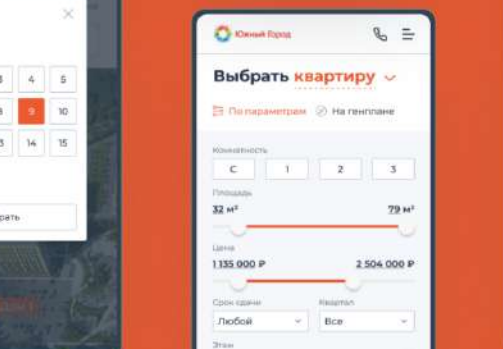 4 5
9 10
14 15
Южный Город
Выбрать квартиру
По параметрам На генплане
Комнатность
С 1 2 3
Площадь
32 м² 79 м²
Цена
1 135 000 ₽ 2 504 000 ₽
Срок сдачи Квартал
Любой Все
Этаж